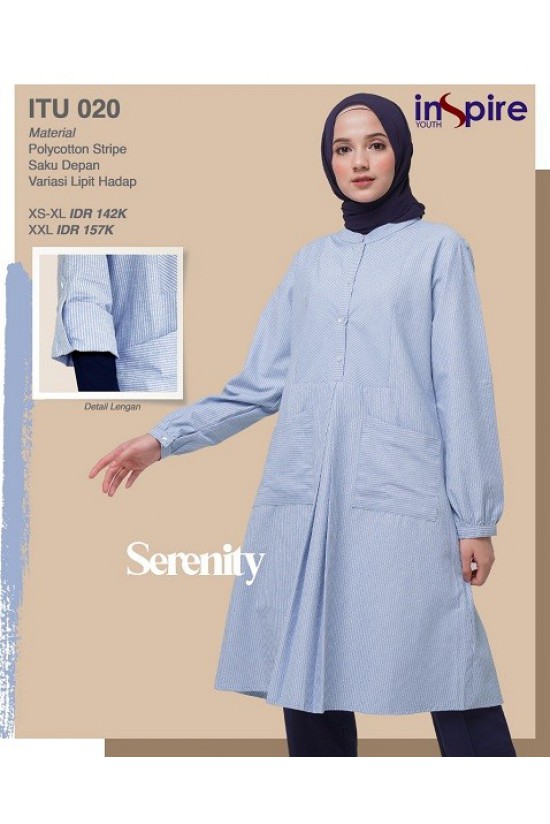 ITU 020
Material
Polycotton Stripe
Saku Depan
Variasi Lipit Hadap
XS-XL IDR 142K
XXL IDR 157K
inSpire
YOUTH
Detail Lengan
Serenity